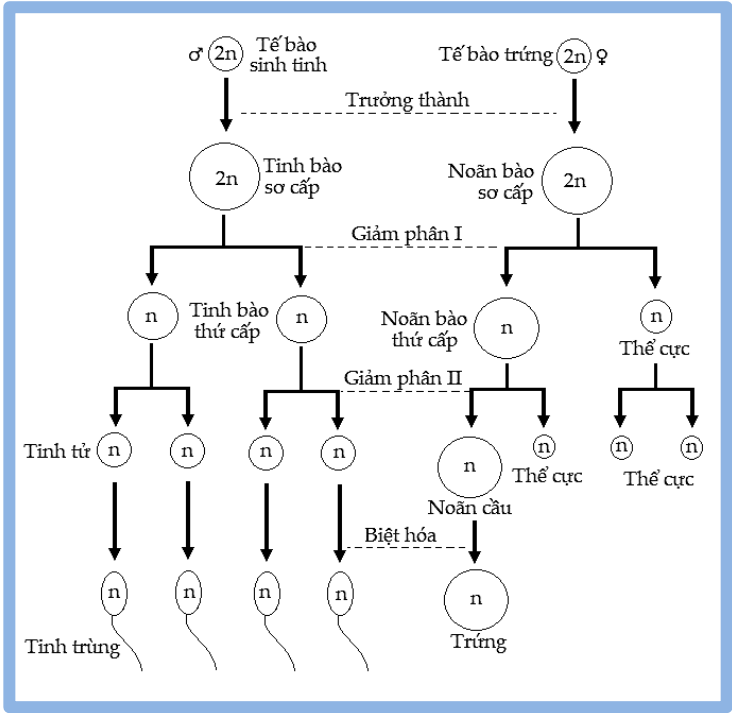 ♂ 2n Tế bào
sinh tinh
Tế bào trứng 2n ♀
Trưởng thành
2n Tinh bào
sơ cấp
Noãn bào 2n
sơ cấp
Giảm phân I
n Tinh bào n
thứ cấp
Noãn bào n
thứ cấp
n
Thể cực
Giảm phân II
Tinh tử n n n n
n
Noãn cầu
n
Thể cực
n n
Thể cực
Biệt hóa
n n n n
Tinh trùng
n
Trứng